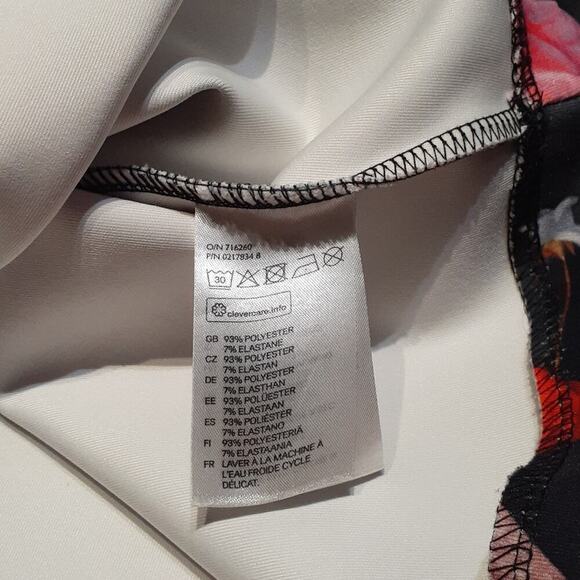 O/N 716260
P/N 0217834 8
30
clevercare.info
GB 93% POLYESTER
7% ELASTANE
CZ 93% POLYESTER
7% ELASTAN
DE 93% POLYESTER
7% ELASTHAN
EE 93% POLÜESTER
7% ELASTAAN
ES 93% POLIÉSTER
7% ELASTANO
FI 93% POLYESTERIÄ
7% ELASTAANIA
FR LAVER À LA MACHINE À
L'EAU FROIDE CYCLE
DÉLICAT.